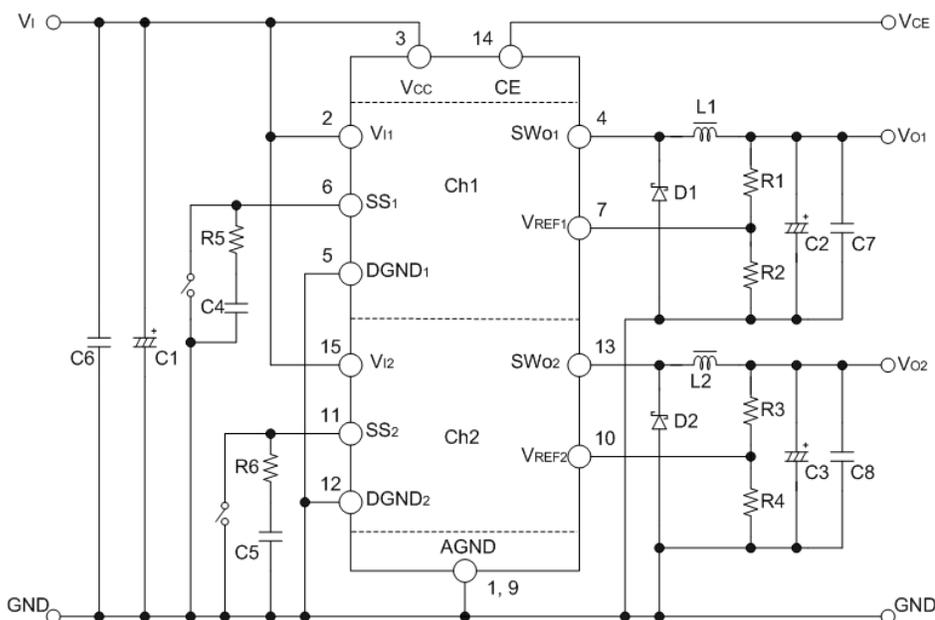 VI
VCE
3
14
VCC
CE
2
VI1
SWO1
4
L1
VO1
6
SS1
Ch1
D1
R1
C2
C7
R5
VREF1
7
5
DGND1
R2
C4
C6
C1
15
VI2
SWO2
13
L2
VO2
11
SS2
Ch2
D2
R3
C3
C8
R6
VREF2
10
12
DGND2
R4
C5
AGND
1, 9
GND
GND
+
+
+